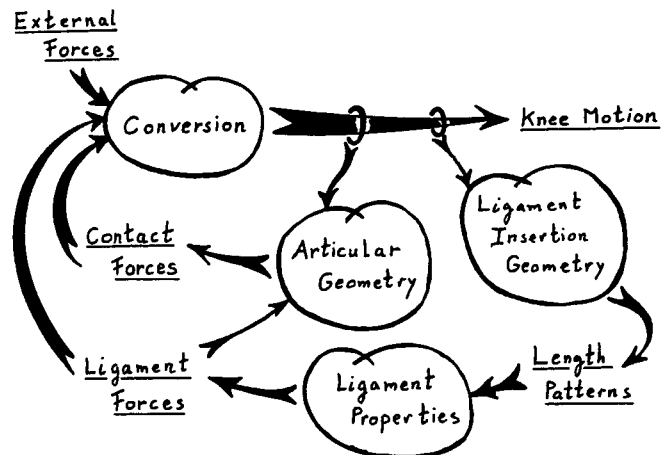 External
Forces
Conversion
Knee Motion
Ligament
Insertion
Geometry
Contact
Forces
Articular
Geometry
Ligament
Forces
Ligament
Properties
Length
Patterns